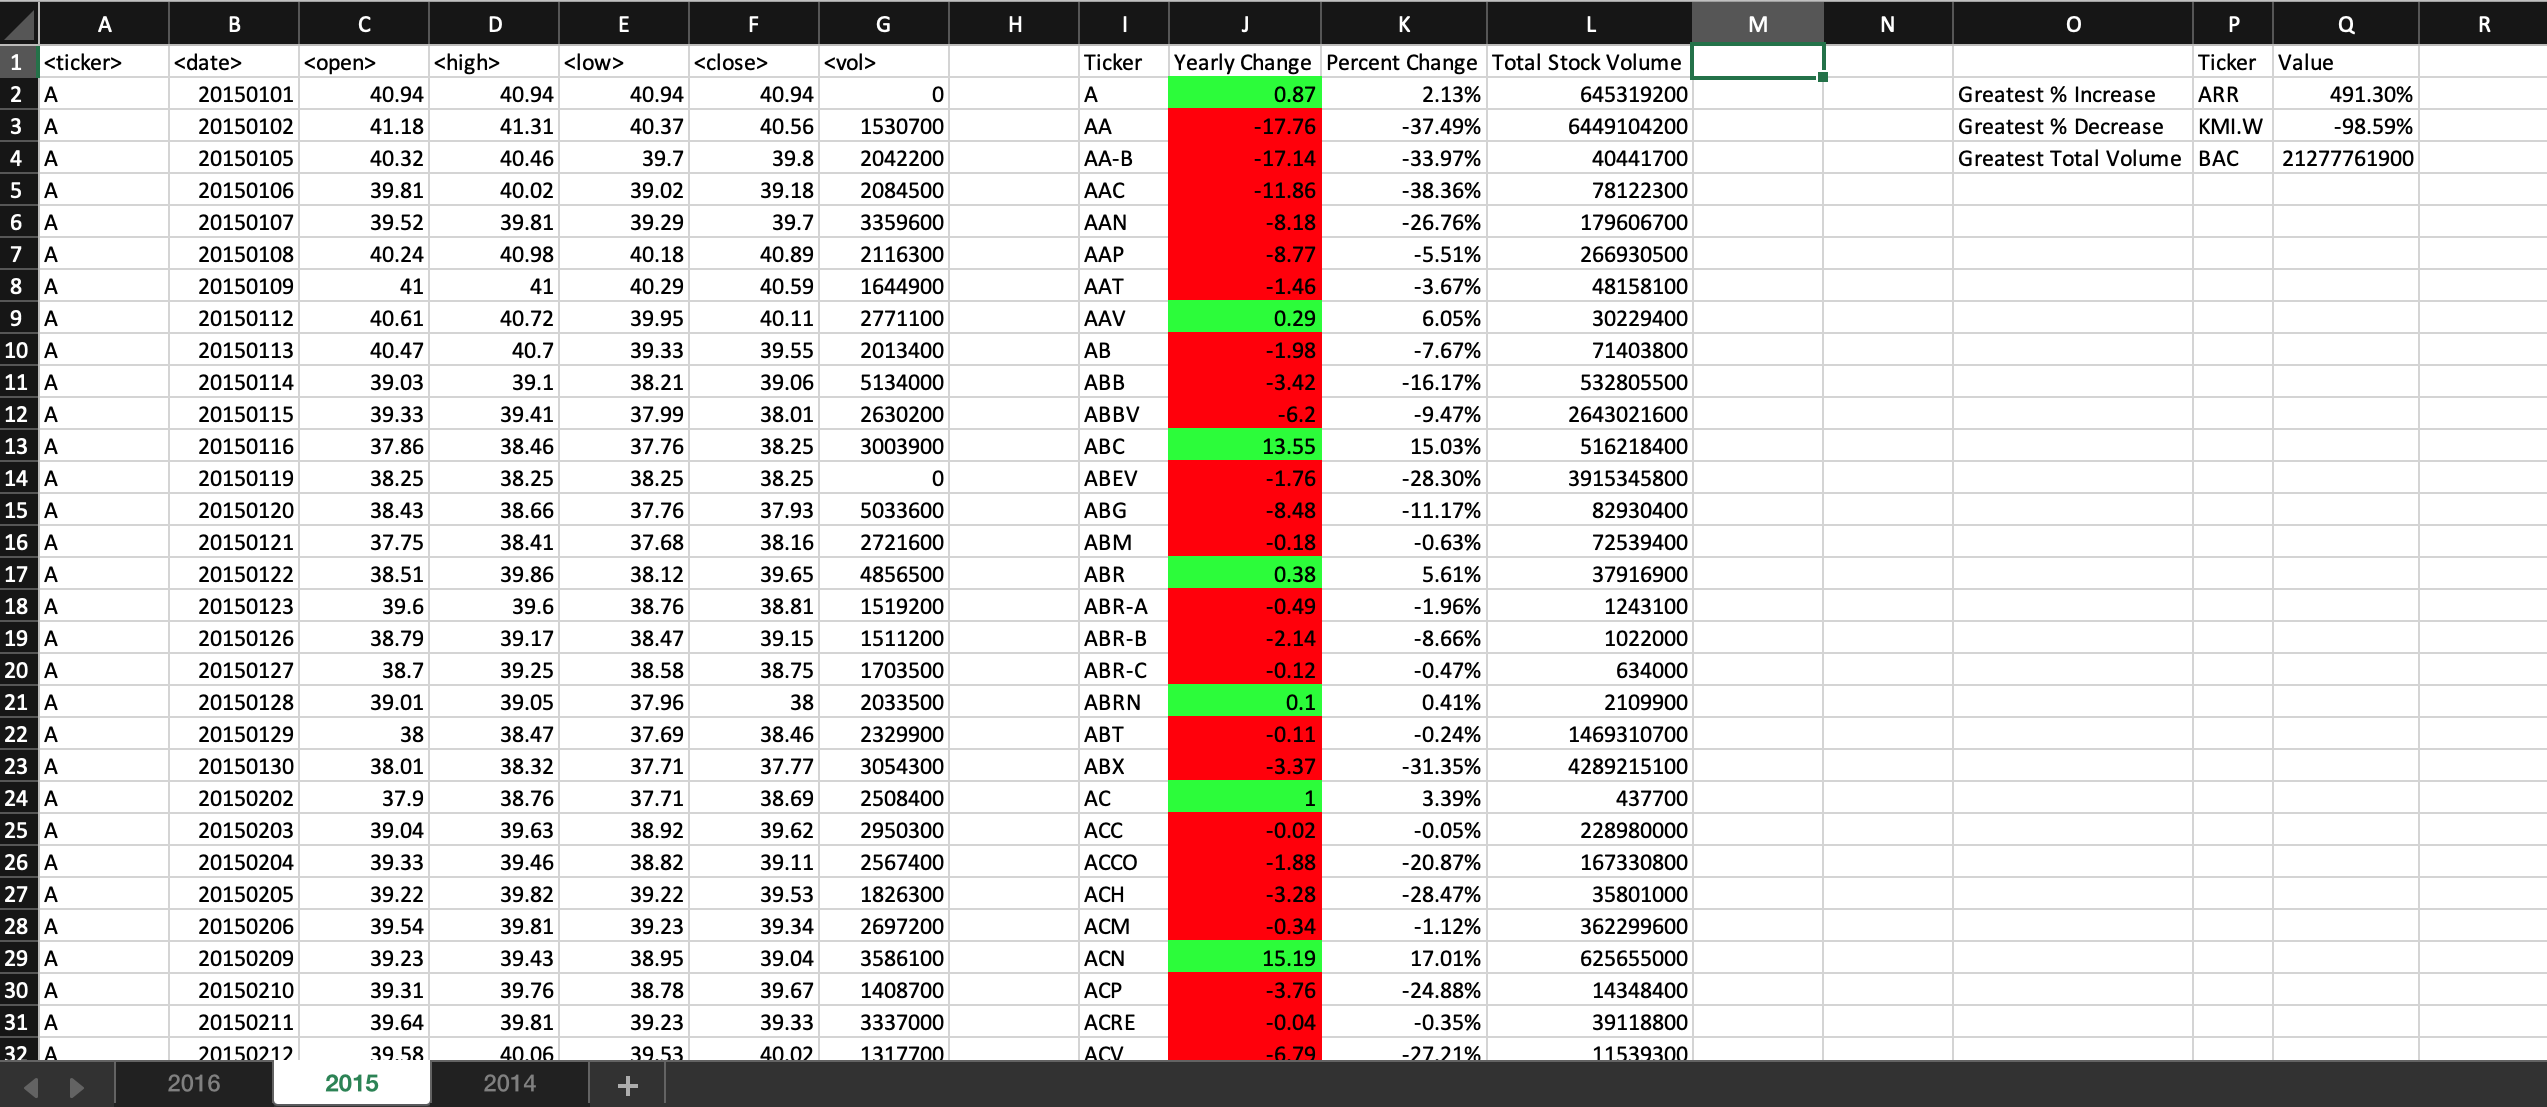 A B C D E F G H I J K L M N O P Q R
1 <ticker> <date> <open> <high> <low> <close> <vol> Ticker Yearly Change Percent Change Total Stock Volume Ticker Value
2 A 20150101 40.94 40.94 40.94 40.94 0 A 0.87 2.13% 645319200 Greatest % Increase ARR 491.30%
3 A 20150102 41.18 41.31 40.37 40.56 1530700 AA -17.76 -37.49% 6449104200 Greatest % Decrease KMI.W -98.59%
4 A 20150105 40.32 40.46 39.7 39.8 2042200 AA-B -17.14 -33.97% 40441700 Greatest Total Volume BAC 21277761900
5 A 20150106 39.81 40.02 39.02 39.18 2084500 AAC -11.86 -38.36% 78122300
6 A 20150107 39.52 39.81 39.29 39.7 3359600 AAN -8.18 -26.76% 179606700
7 A 20150108 40.24 40.98 40.18 40.89 2116300 AAP -8.77 -5.51% 266930500
8 A 20150109 41 41 40.29 40.59 1644900 AAT -1.46 -3.67% 48158100
9 A 20150112 40.61 40.72 39.95 40.11 2771100 AAV 0.29 6.05% 30229400
10 A 20150113 40.47 40.7 39.33 39.55 2013400 AB -1.98 -7.67% 71403800
11 A 20150114 39.03 39.1 38.21 39.06 5134000 ABB -3.42 -16.17% 532805500
12 A 20150115 39.33 39.41 37.99 38.01 2630200 ABBV -6.2 -9.47% 2643021600
13 A 20150116 37.86 38.46 37.76 38.25 3003900 ABC 13.55 15.03% 516218400
14 A 20150119 38.25 38.25 38.25 38.25 0 ABEV -1.76 -28.30% 3915345800
15 A 20150120 38.43 38.66 37.76 37.93 5033600 ABG -8.48 -11.17% 82930400
16 A 20150121 37.75 38.41 37.68 38.16 2721600 ABM -0.18 -0.63% 72539400
17 A 20150122 38.51 39.86 38.12 39.65 4856500 ABR 0.38 5.61% 37916900
18 A 20150123 39.6 39.6 38.76 38.81 1519200 ABR-A -0.49 -1.96% 1243100
19 A 20150126 38.79 39.17 38.47 39.15 1511200 ABR-B -2.14 -8.66% 1022000
20 A 20150127 38.7 39.25 38.58 38.75 1703500 ABR-C -0.12 -0.47% 634000
21 A 20150128 39.01 39.05 37.96 38 2033500 ABRN 0.1 0.41% 2109900
22 A 20150129 38 38.47 37.69 38.46 2329900 ABT -0.11 -0.24% 1469310700
23 A 20150130 38.01 38.32 37.71 37.77 3054300 ABX -3.37 -31.35% 4289215100
24 A 20150202 37.9 38.76 37.71 38.69 2508400 AC 1 3.39% 437700
25 A 20150203 39.04 39.63 38.92 39.62 2950300 ACC -0.02 -0.05% 228980000
26 A 20150204 39.33 39.46 38.82 39.11 2567400 ACCO -1.88 -20.87% 167330800
27 A 20150205 39.22 39.82 39.22 39.53 1826300 ACH -3.28 -28.47% 35801000
28 A 20150206 39.54 39.81 39.23 39.34 2697200 ACM -0.34 -1.12% 362299600
29 A 20150209 39.23 39.43 38.95 39.04 3586100 ACN 15.19 17.01% 625655000
30 A 20150210 39.31 39.76 38.78 39.67 1408700 ACP -3.76 -24.88% 14348400
31 A 20150211 39.64 39.81 39.23 39.33 3337000 ACRE -0.04 -0.35% 39118800
32 A 20150212 39.58 40.06 39.53 40.02 1317700 ACV -6.79 -27.21% 11539300
2016 2015 2014 +